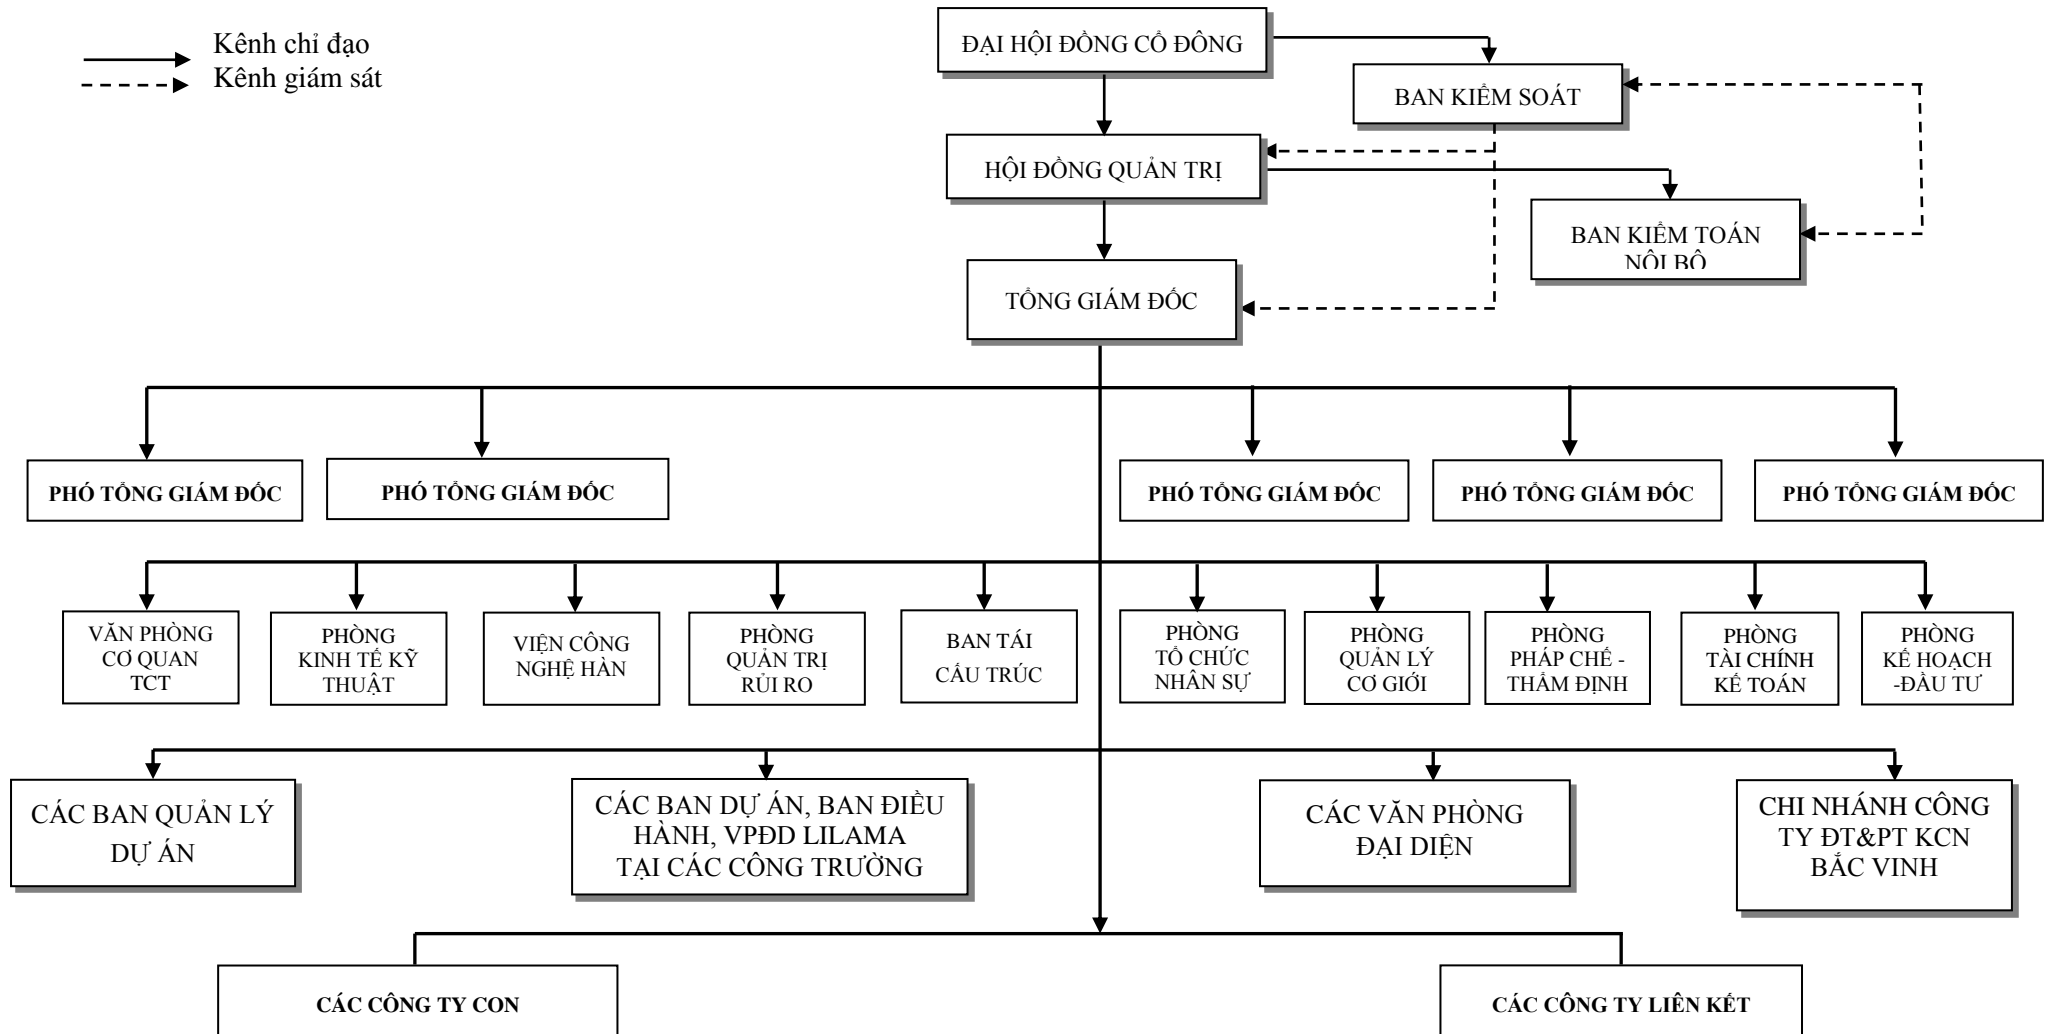 Kênh chỉ đạo
Kênh giám sát
ĐẠI HỘI ĐỒNG CỔ ĐÔNG
BAN KIỂM SOÁT
HỘI ĐỒNG QUẢN TRỊ
BAN KIỂM TOÁN
NỘI BỘ
TỔNG GIÁM ĐỐC
PHÓ TỔNG GIÁM ĐỐC
PHÓ TỔNG GIÁM ĐỐC
PHÓ TỔNG GIÁM ĐỐC
PHÓ TỔNG GIÁM ĐỐC
PHÓ TỔNG GIÁM ĐỐC
VĂN PHÒNG
CƠ QUAN
TCT
PHÒNG
KINH TẾ KỸ
THUẬT
VIỆN CÔNG
NGHỆ HÀN
PHÒNG
QUẢN TRỊ
RỦI RO
BAN TÁI
CẤU TRÚC
PHÒNG
TỔ CHỨC
NHÂN SỰ
PHÒNG
QUẢN LÝ
CƠ GIỚI
PHÒNG
PHÁP CHẾ -
THẨM ĐỊNH
PHÒNG
TÀI CHÍNH
KẾ TOÁN
PHÒNG
KẾ HOẠCH
-ĐẦU TƯ
CÁC BAN QUẢN LÝ
DỰ ÁN
CÁC BAN DỰ ÁN, BAN ĐIỀU
HÀNH, VPĐD LILAMA
TẠI CÁC CÔNG TRƯỜNG
CÁC VĂN PHÒNG
ĐẠI DIỆN
CHI NHÁNH CÔNG
TY ĐT&PT KCN
BẮC VINH
CÁC CÔNG TY CON
CÁC CÔNG TY LIÊN KẾT